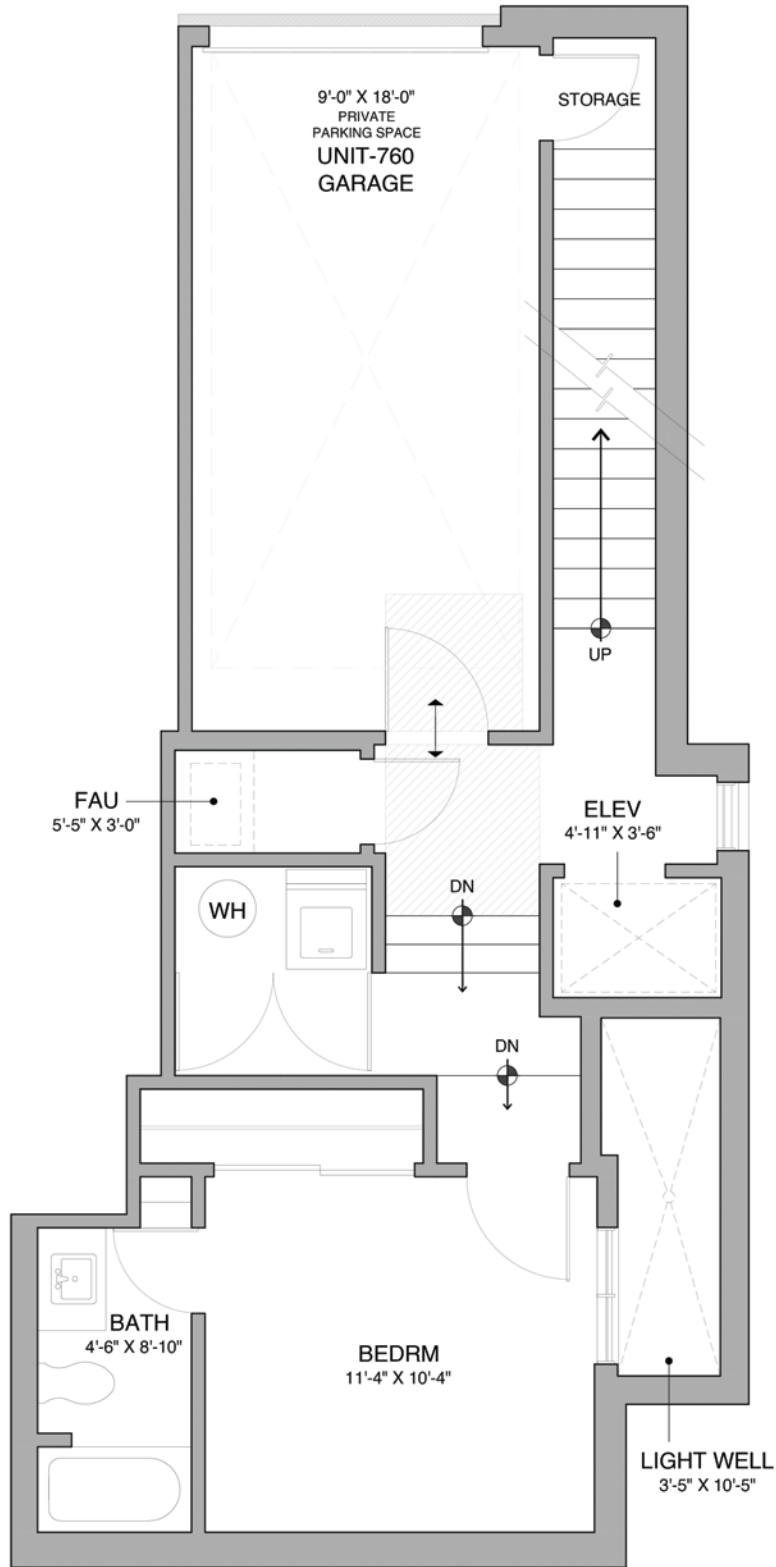 9'-0" X 18'-0"
PRIVATE
PARKING SPACE
UNIT-760
GARAGE
STORAGE
UP
FAU
5'-5" X 3'-0"
ELEV
4'-11" X 3'-6"
WH
DN
DN
BATH
4'-6" X 8'-10"
BEDRM
11'-4" X 10'-4"
LIGHT WELL
3'-5" X 10'-5"